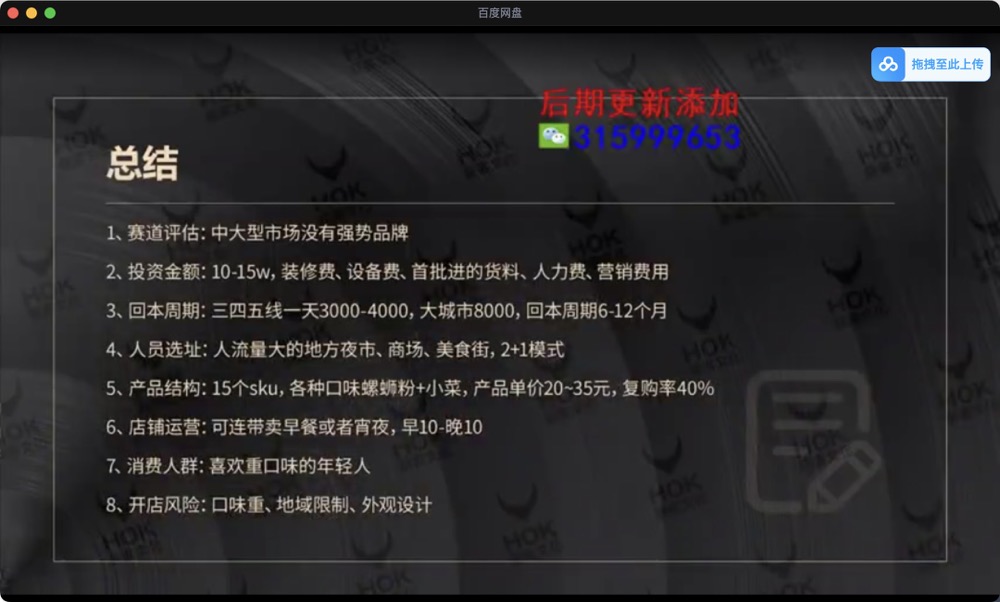 百度网盘
拖拽至此上传
后期更新添加
315999653
总结
1、赛道评估：中大型市场没有强势品牌
2、投资金额：10-15w，装修费、设备费、首批进的货料、人力费、营销费用
3、回本周期：三四五线一天3000-4000，大城市8000，回本周期6-12个月
4、人员选址：人流量大的地方夜市、商场、美食街，2+1模式
5、产品结构：15个sku，各种口味螺蛳粉+小菜，产品单价20~35元，复购率40%
6、店铺运营：可连带卖早餐或者宵夜，早10-晚10
7、消费人群：喜欢重口味的年轻人
8、开店风险：口味重、地域限制、外观设计
HOK